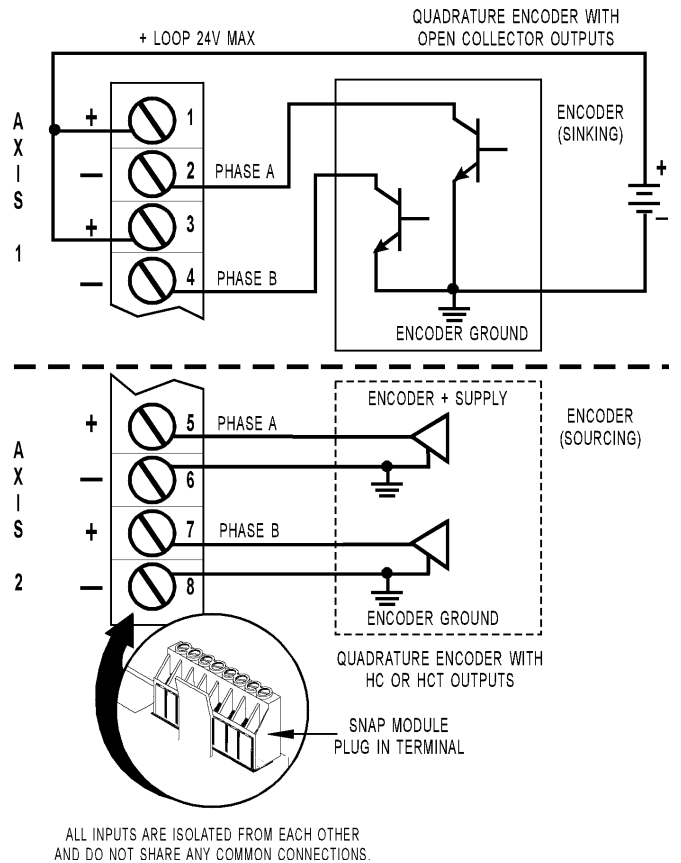 QUADRATURE ENCODER WITH
OPEN COLLECTOR OUTPUTS
+ LOOP 24V MAX
AXIS 1
ENCODER
(SINKING)
+ 1
− 2 PHASE A
+ 3
− 4 PHASE B
+
−
ENCODER GROUND
AXIS 2
ENCODER + SUPPLY
ENCODER
(SOURCING)
+ 5 PHASE A
− 6
+ 7 PHASE B
− 8
ENCODER GROUND
QUADRATURE ENCODER WITH
HC OR HCT OUTPUTS
SNAP MODULE
PLUG IN TERMINAL
ALL INPUTS ARE ISOLATED FROM EACH OTHER
AND DO NOT SHARE ANY COMMON CONNECTIONS.